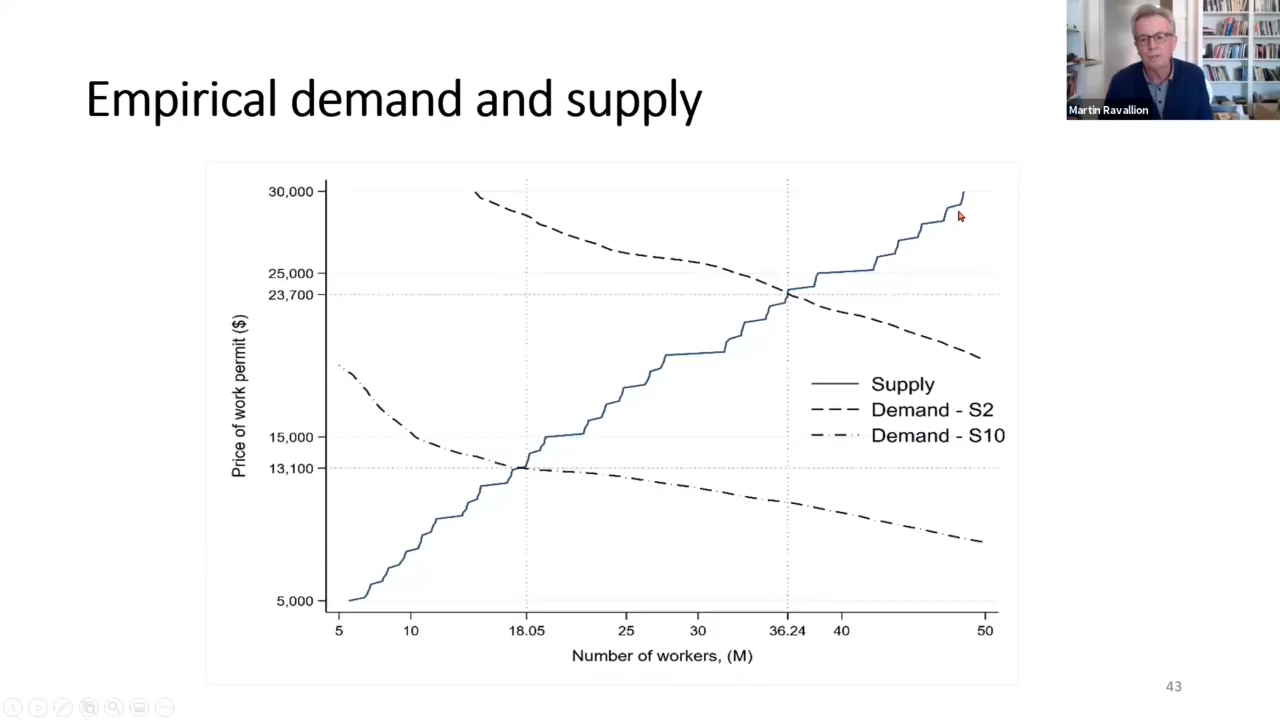 Empirical demand and supply
Martin Ravallion
30,000
25,000
23,700
15,000
13,100
5,000
Price of work permit ($)
Supply
Demand - S2
Demand - S10
5 10 18.05 25 30 36.24 40 50
Number of workers, (M)
43